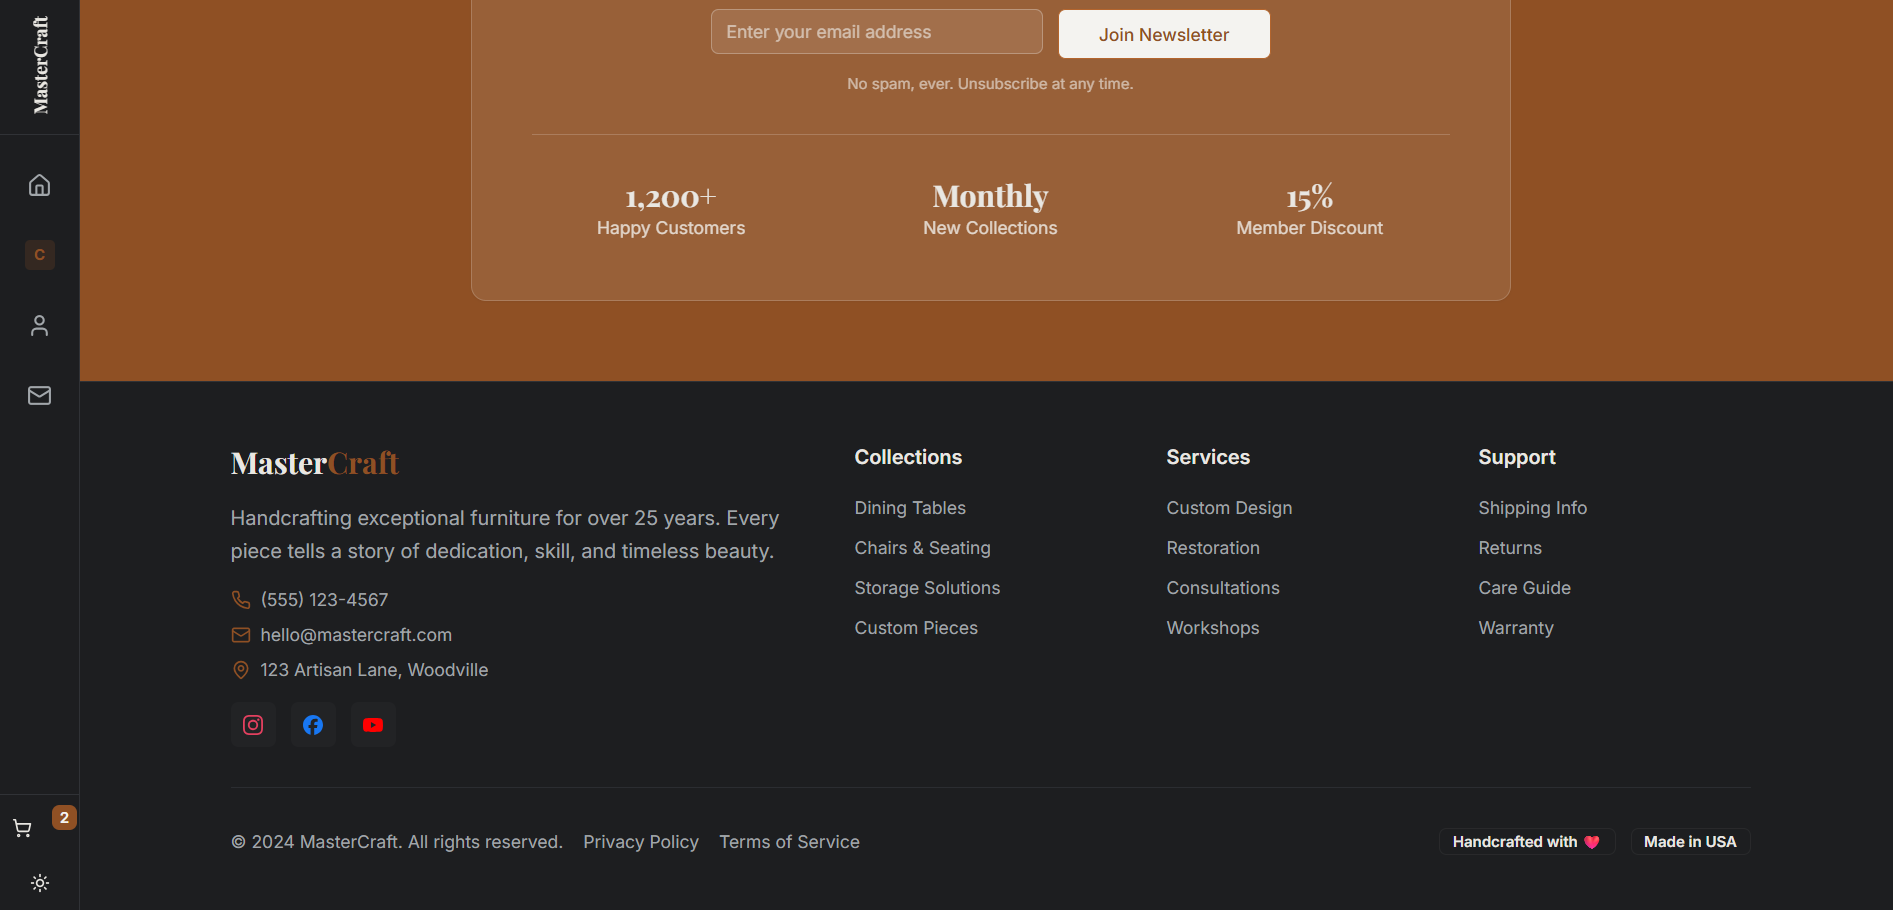 MasterCraft
C
2
Enter your email address
Join Newsletter
No spam, ever. Unsubscribe at any time.
1,200+
Happy Customers
Monthly
New Collections
15%
Member Discount
MasterCraft
Handcrafting exceptional furniture for over 25 years. Every
piece tells a story of dedication, skill, and timeless beauty.
(555) 123-4567
hello@mastercraft.com
123 Artisan Lane, Woodville
Collections
Dining Tables
Chairs & Seating
Storage Solutions
Custom Pieces
Services
Custom Design
Restoration
Consultations
Workshops
Support
Shipping Info
Returns
Care Guide
Warranty
© 2024 MasterCraft. All rights reserved. Privacy Policy Terms of Service
Handcrafted with 💖
Made in USA